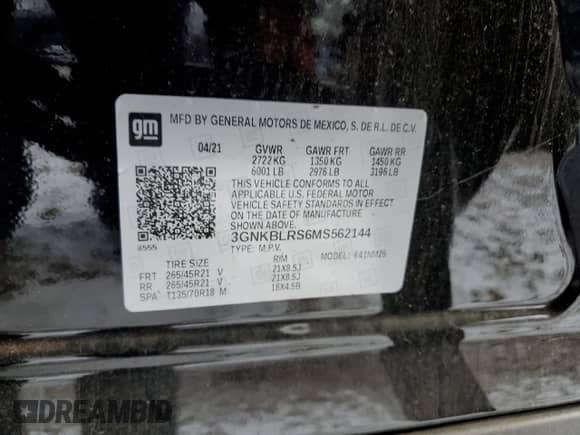 gm
MFD BY GENERAL MOTORS DE MEXICO, S. DE R.L. DE C.V.
04/21 GVWR GAWR FRT GAWR RR
2722 KG 1350 KG 1450 KG
6001 LB 2976 LB 3196 LB
THIS VEHICLE CONFORMS TO ALL
APPLICABLE U.S. FEDERAL MOTOR
VEHICLE SAFETY STANDARDS IN EFFECT
ON THE DATE OF MANUFACTURE
SHOWN ABOVE.
3GNKBLRS6MS562144
TYPE: M.P.V. MODEL:
TIRE SIZE RIM
FRT 265/45R21 V 21X8.5J
RR 265/45R21 V 21X8.5J
SPA T135/70R18 M 18X4.5B
DREAMBID